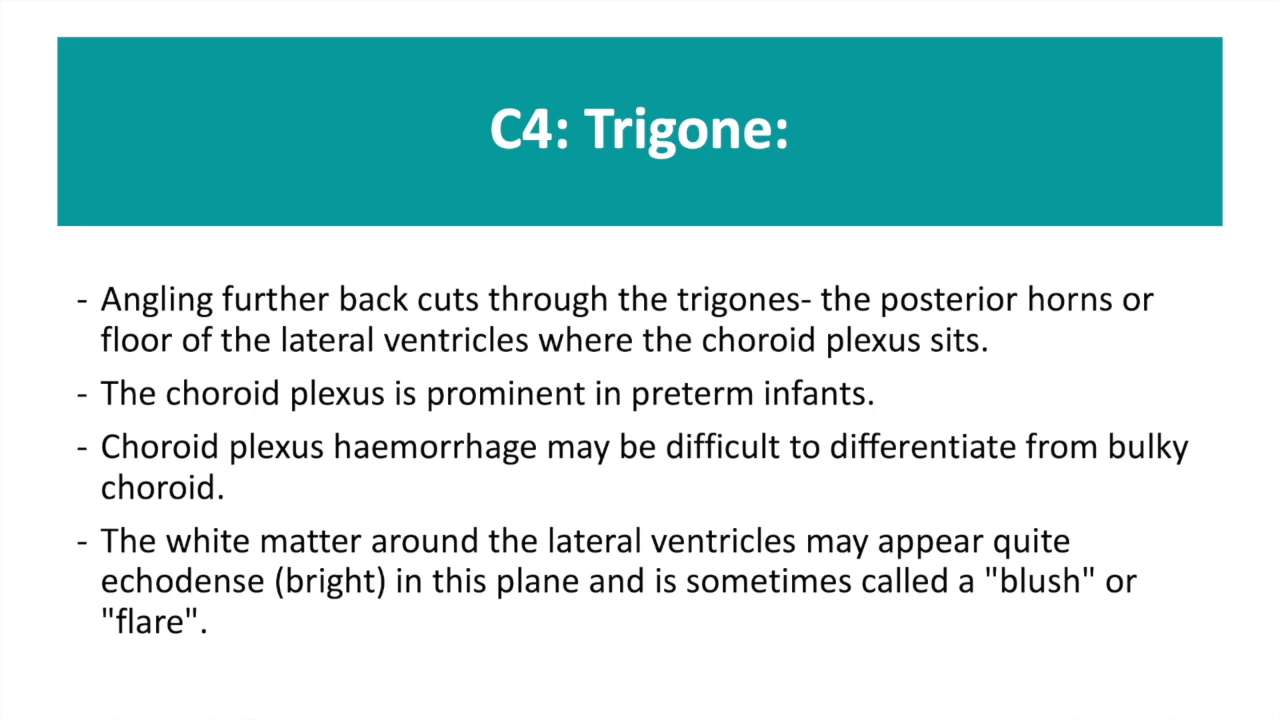 C4: Trigone:
- Angling further back cuts through the trigones- the posterior horns or
floor of the lateral ventricles where the choroid plexus sits.
- The choroid plexus is prominent in preterm infants.
- Choroid plexus haemorrhage may be difficult to differentiate from bulky
choroid.
- The white matter around the lateral ventricles may appear quite
echodense (bright) in this plane and is sometimes called a "blush" or
"flare".